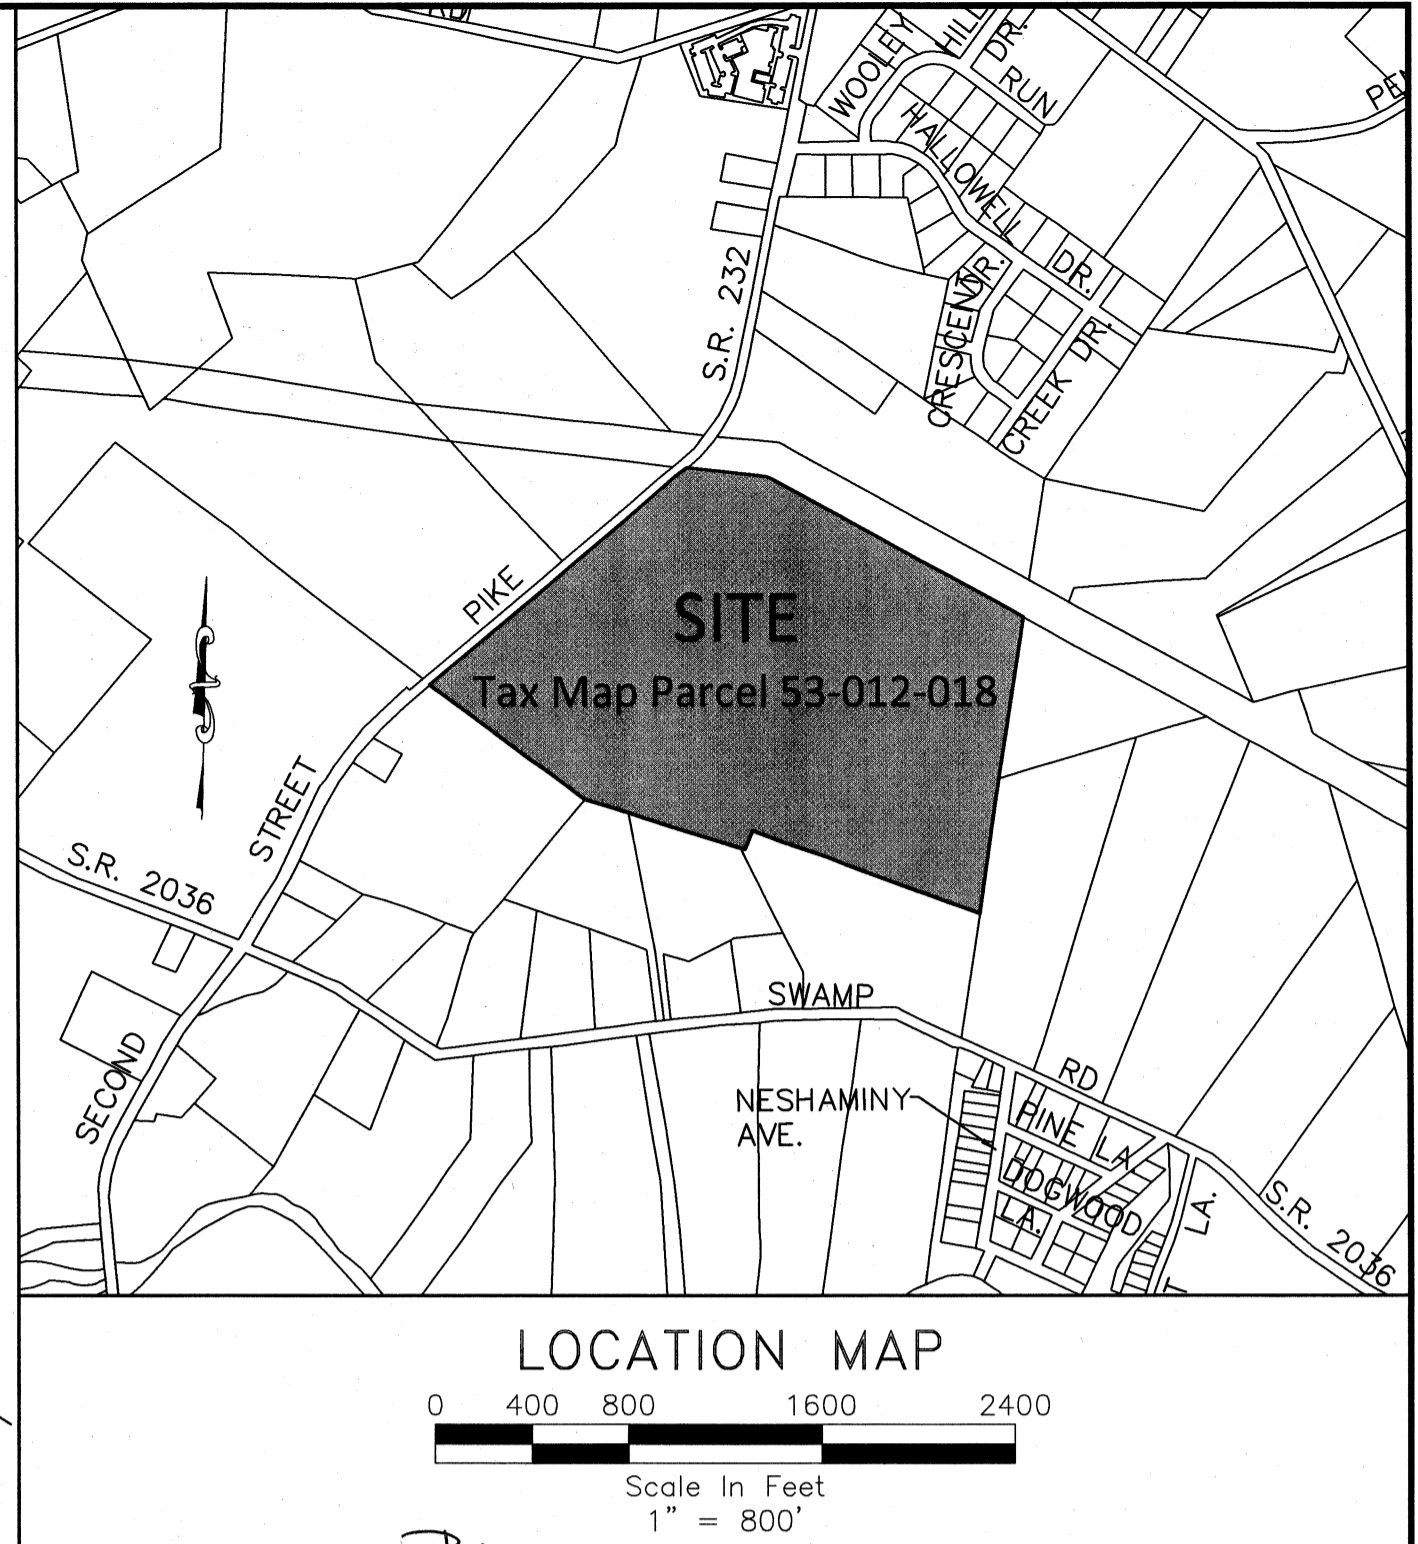 RD
WOOLEY
HILL
DR.
RUN
HALLOWELL
DR.
S.R. 232
CRESCENT
DR.
CREEK DR.
PIKE
SITE
Tax Map Parcel 53-012-018
STREET
S.R. 2036
SECOND
SWAMP
RD
NESHAMINY
AVE.
PINE LA.
DOGWOOD
LA.
LA.
S.R. 2036
LOCATION MAP
0 400 800 1600 2400
Scale In Feet
1" = 800'